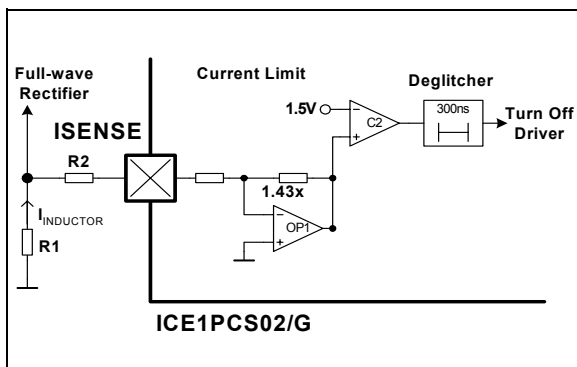 Full-wave
Rectifier
Current Limit
Deglitcher
ISENSE
1.5V
C2
300ns
Turn Off
Driver
R2
1.43x
I INDUCTOR
OP1
R1
ICE1PCS02/G